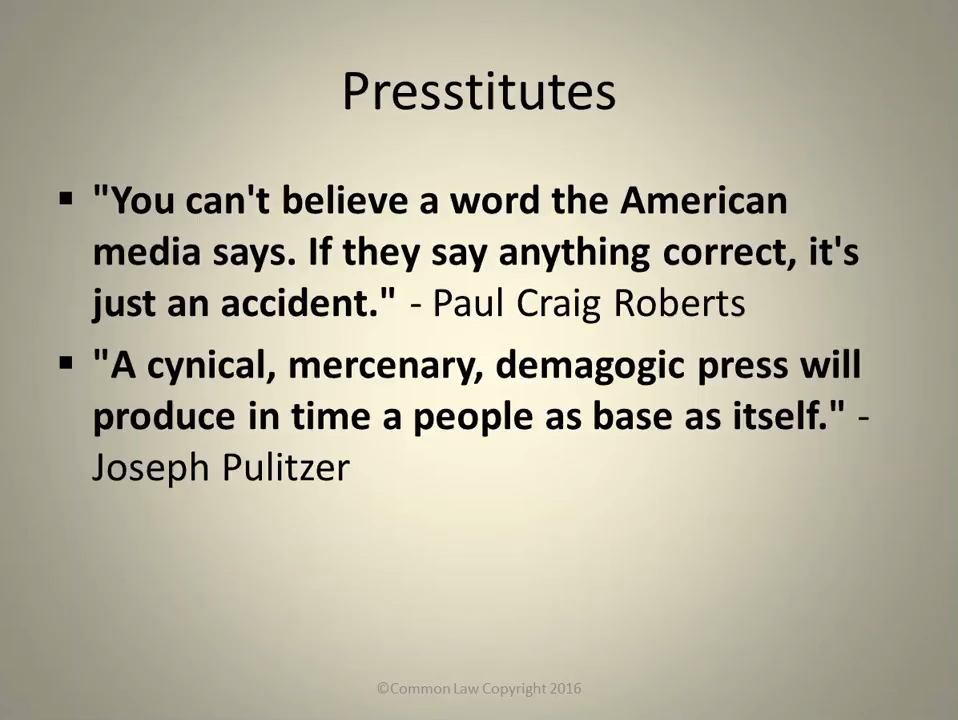 Presstitutes
▪ "You can't believe a word the American
media says. If they say anything correct, it's
just an accident." - Paul Craig Roberts
▪ "A cynical, mercenary, demagogic press will
produce in time a people as base as itself." -
Joseph Pulitzer
©Common Law Copyright 2016